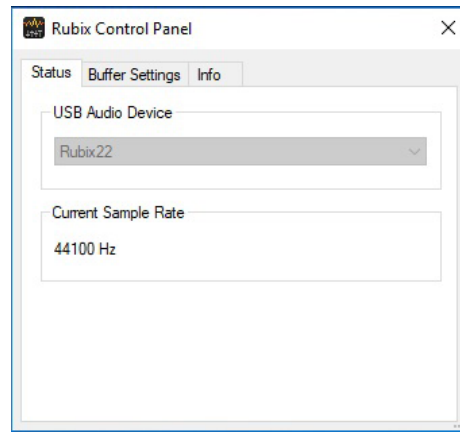 Rubix Control Panel
Status Buffer Settings Info
USB Audio Device
Rubix22
Current Sample Rate
44100 Hz